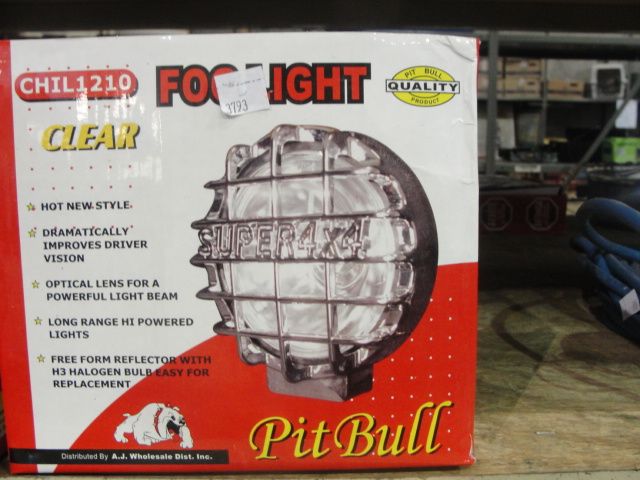 CHIL1210
FOG LIGHT
3793
PIT BULL
QUALITY
PRODUCT
CLEAR
HOT NEW STYLE
DRAMATICALLY
IMPROVES DRIVER
VISION
OPTICAL LENS FOR A
POWERFUL LIGHT BEAM
LONG RANGE HI POWERED
LIGHTS
FREE FORM REFLECTOR WITH
H3 HALOGEN BULB EASY FOR
REPLACEMENT
SUPER4X4
Pit Bull
Distributed By A.J. Wholesale Dist. Inc.